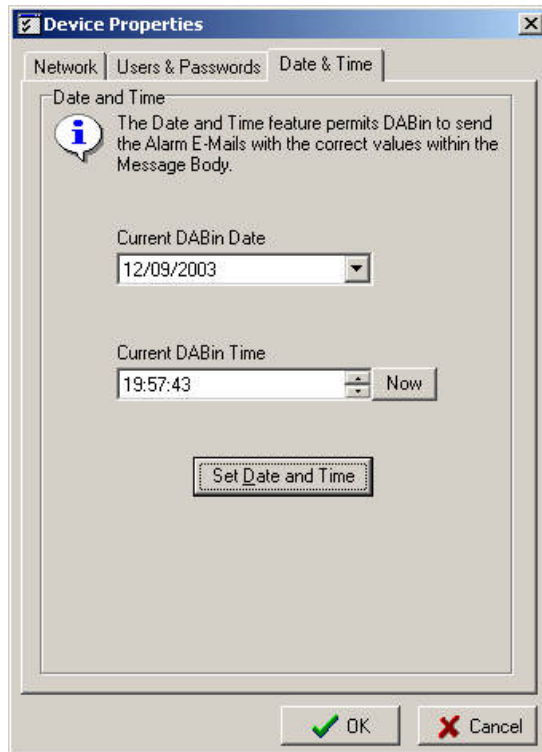 Device Properties
Network Users & Passwords Date & Time
Date and Time
The Date and Time feature permits DABin to send
the Alarm E-Mails with the correct values within the
Message Body.
Current DABin Date
12/09/2003
Current DABin Time
19:57:43 Now
Set Date and Time
OK Cancel